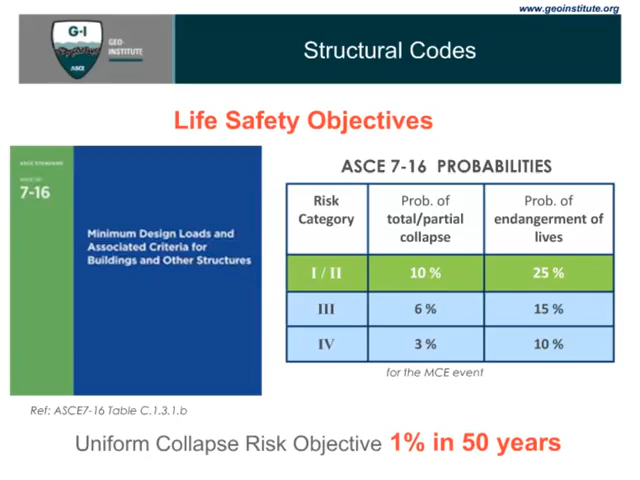 www.geoinstitute.org
G-I
GEO-
INSTITUTE
ASCE
Structural Codes
Life Safety Objectives
ASCE STANDARD
7-16
Minimum Design Loads and
Associated Criteria for
Buildings and Other Structures
ASCE 7-16 PROBABILITIES
Risk Category Prob. of total/partial collapse Prob. of endangerment of lives
I / II 10 % 25 %
III 6 % 15 %
IV 3 % 10 %
for the MCE event
Ref: ASCE7-16 Table C.1.3.1.b
Uniform Collapse Risk Objective 1% in 50 years